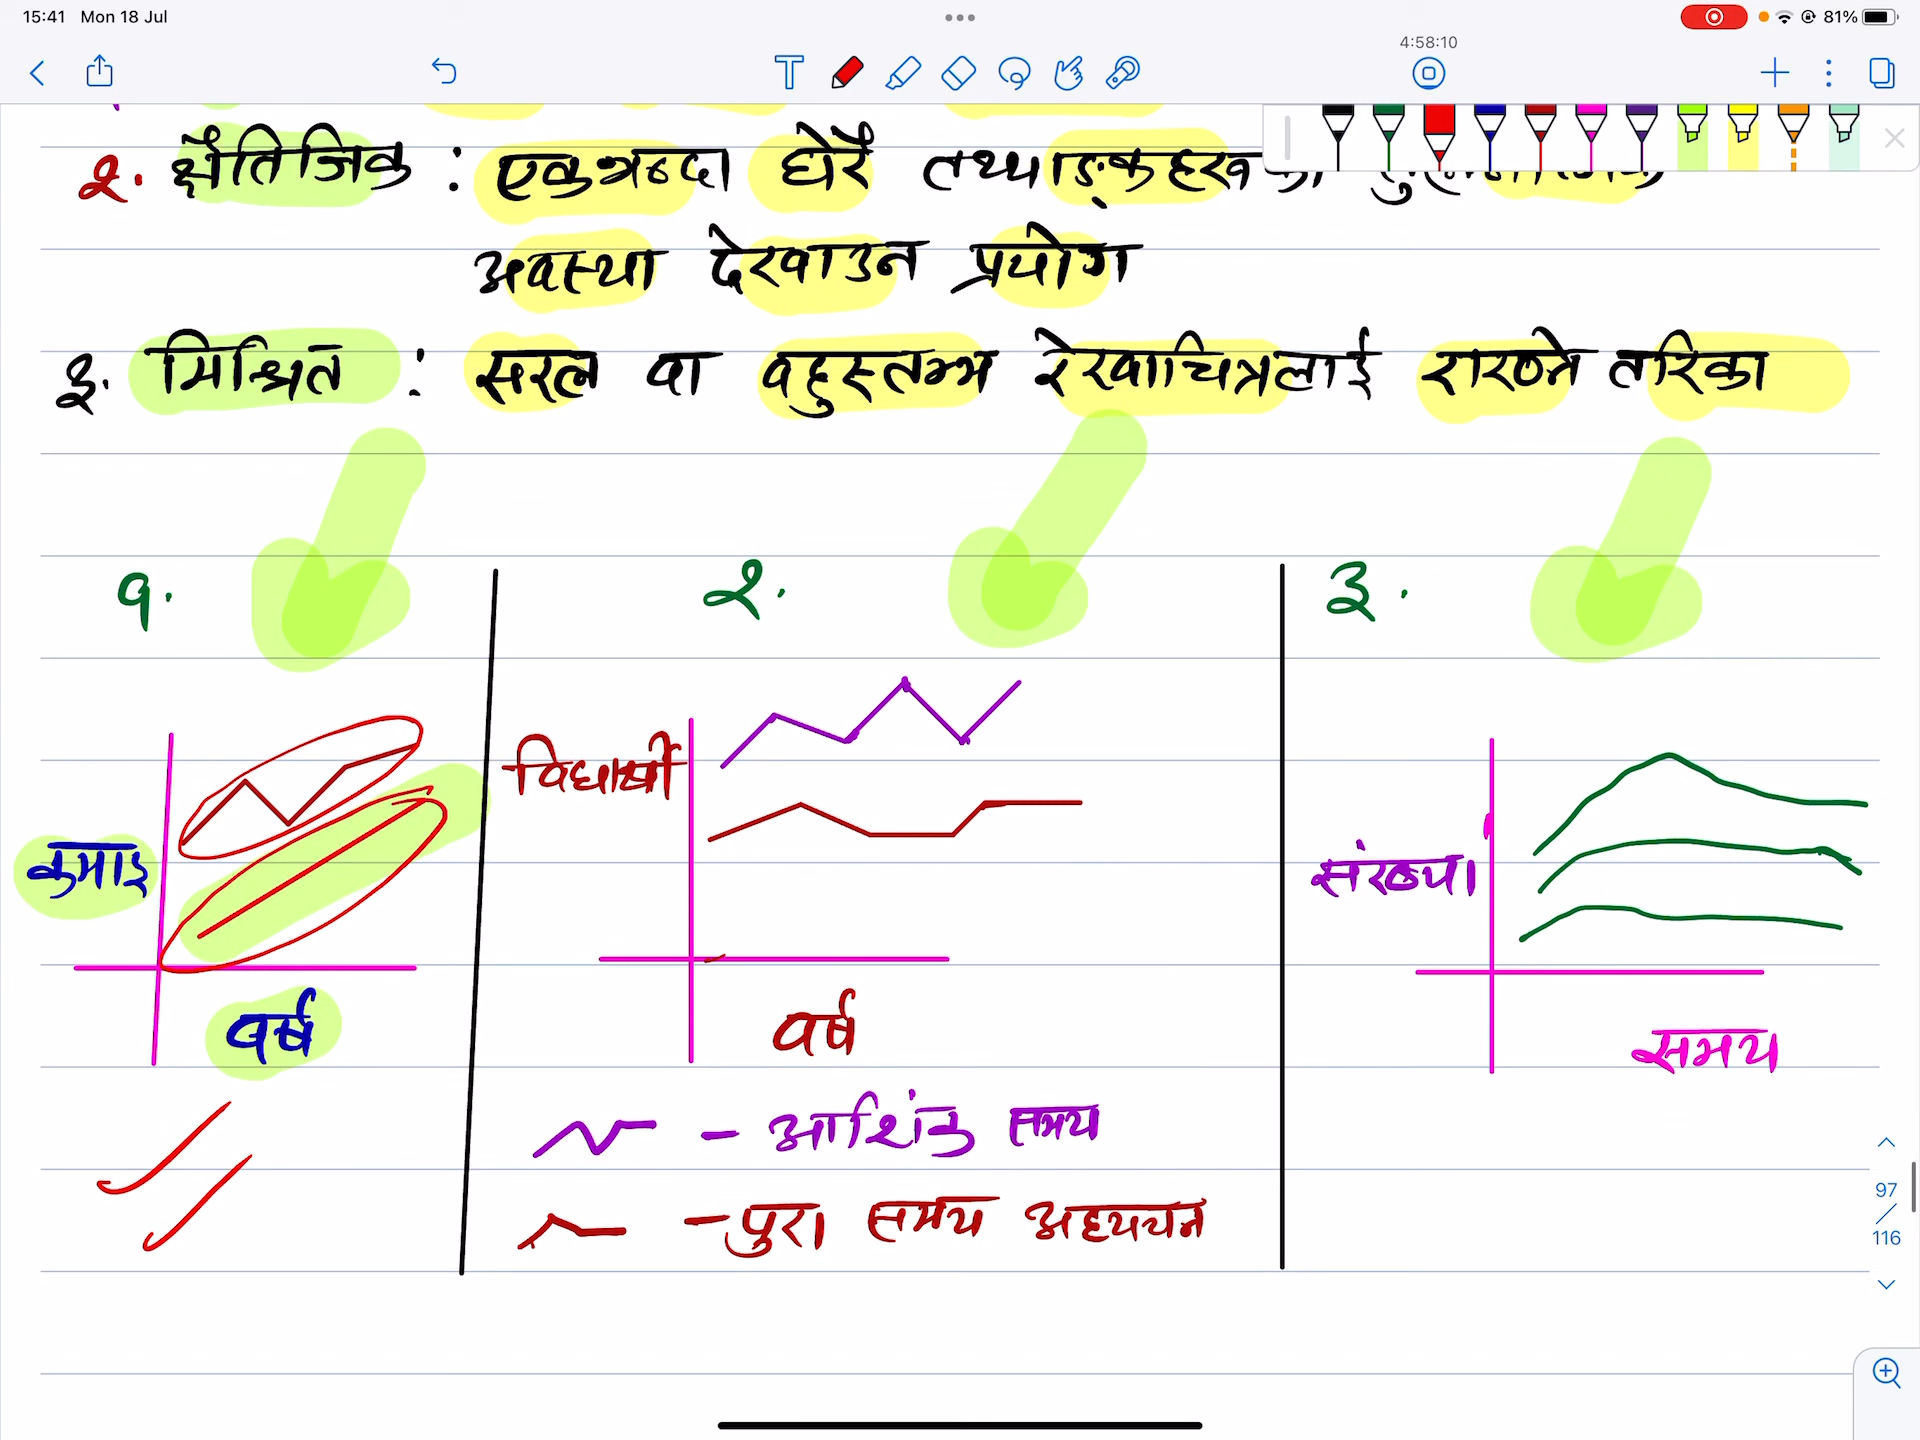 15:41 Mon 18 Jul
81%
4:58:10
२. क्षैतिजिक : एकभन्दा धेरै तथ्याङ्कहरूको
अवस्था देखाउन प्रयोग
३. मिश्रित : सरल वा बहुस्तम्भ रेखाचित्रलाई राख्ने तरिका
१. २. ३.
कमाइ विद्यार्थी संख्या
वर्ष वर्ष समय
- आशिंक समय
- पुरा समय अध्ययन
97
116